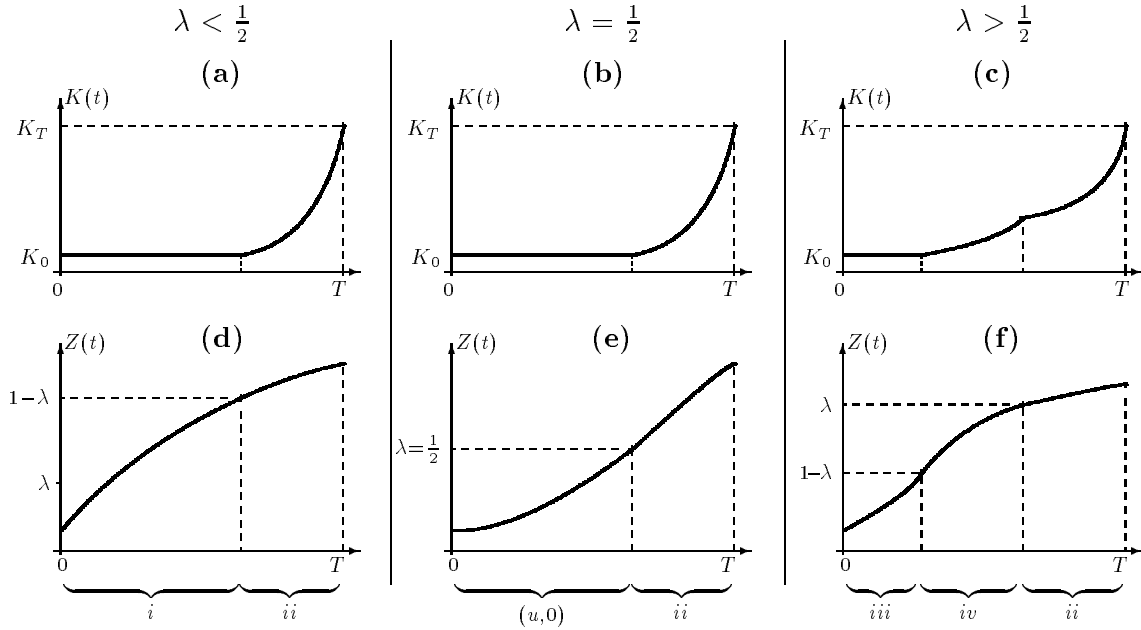 λ < 1/2
λ = 1/2
λ > 1/2
(a)
(b)
(c)
K(t)
K(t)
K(t)
K_T
K_T
K_T
K_0
K_0
K_0
0
T
0
T
0
T
(d)
(e)
(f)
Z(t)
Z(t)
Z(t)
1−λ
λ
λ=1/2
λ
1−λ
0
T
0
T
0
T
i
ii
(u,0)
ii
iii
iv
ii